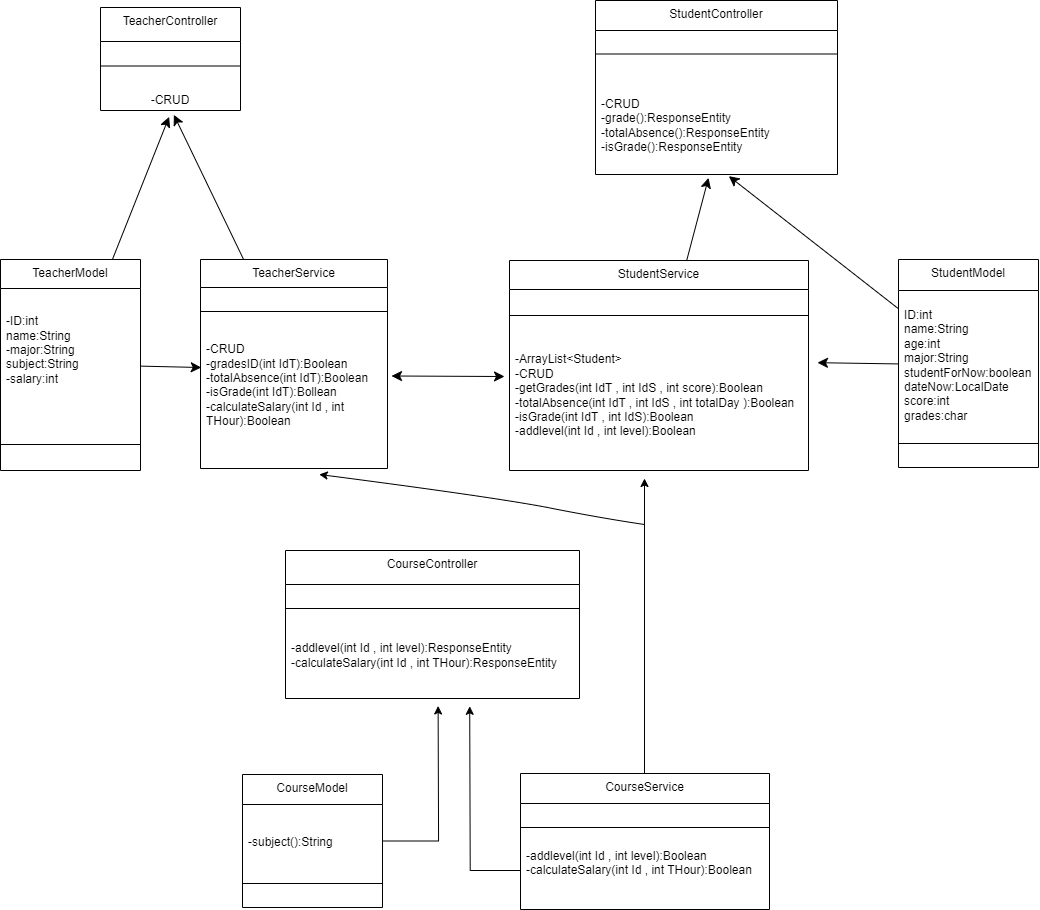 TeacherController
-CRUD
StudentController
-CRUD
-grade():ResponseEntity
-totalAbsence():ResponseEntity
-isGrade():ResponseEntity
TeacherModel
-ID:int
name:String
-major:String
subject:String
-salary:int
TeacherService
-CRUD
-gradesID(int IdT):Boolean
-totalAbsence(int IdT):Boolean
-isGrade(int IdT):Bollean
-calculateSalary(int Id , int
THour):Boolean
StudentService
-ArrayList<Student>
-CRUD
-getGrades(int IdT , int IdS , int score):Boolean
-totalAbsence(int IdT , int IdS , int totalDay ):Boolean
-isGrade(int IdT , int IdS):Boolean
-addlevel(int Id , int level):Boolean
StudentModel
ID:int
name:String
age:int
major:String
studentForNow:boolean
dateNow:LocalDate
score:int
grades:char
CourseController
-addlevel(int Id , int level):ResponseEntity
-calculateSalary(int Id , int THour):ResponseEntity
CourseModel
-subject():String
CourseService
-addlevel(int Id , int level):Boolean
-calculateSalary(int Id , int THour):Boolean